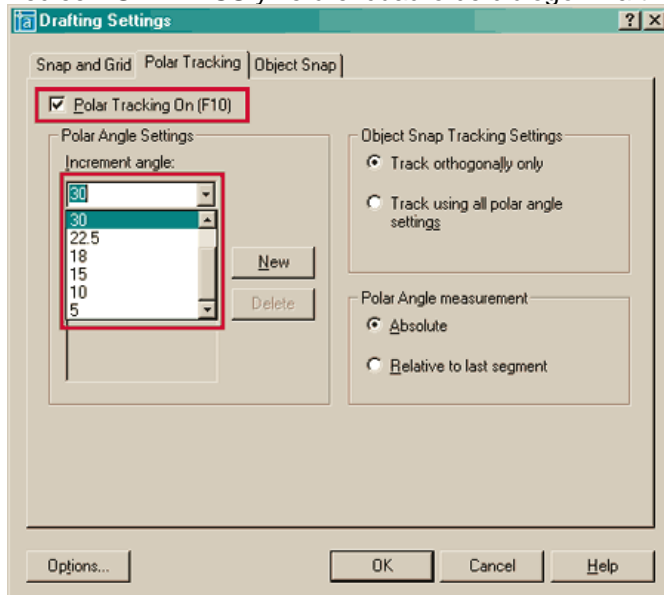 Drafting Settings
Snap and Grid Polar Tracking Object Snap
Polar Tracking On (F10)
Polar Angle Settings
Increment angle:
30
30
22.5
18
15
10
5
New
Delete
Object Snap Tracking Settings
Track orthogonally only
Track using all polar angle
settings
Polar Angle measurement
Absolute
Relative to last segment
Options...
OK Cancel Help